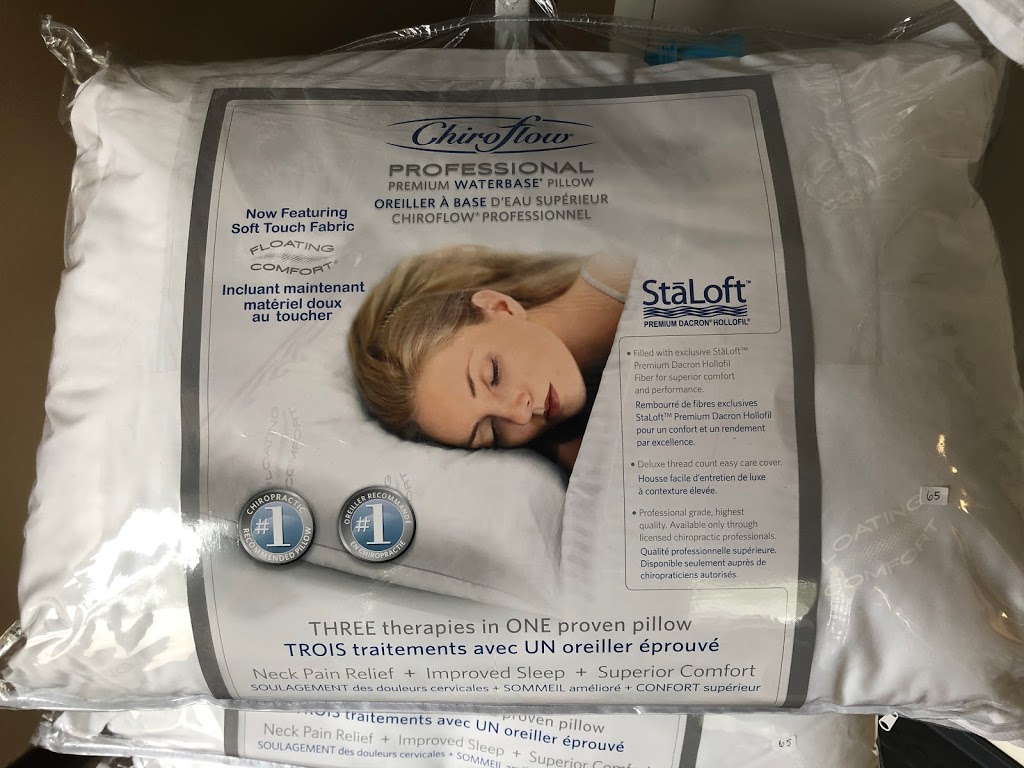 Chiroflow
PROFESSIONAL
PREMIUM WATERBASE® PILLOW
OREILLER À BASE D'EAU SUPÉRIEUR
CHIROFLOW® PROFESSIONNEL
Now Featuring
Soft Touch Fabric
FLOATING
COMFORT®
Incluant maintenant
matériel doux
au toucher
StāLoft™
PREMIUM DACRON® HOLLOFIL®
• Filled with exclusive StāLoft™
Premium Dacron Hollofil
Fiber for superior comfort
and performance.
Rembourré de fibres exclusives
StaLoft™ Premium Dacron Hollofil
pour un confort et un rendement
par excellence.
• Deluxe thread count easy care cover.
Housse facile d'entretien de luxe
à contexture élevée.
• Professional grade, highest
quality. Available only through
licensed chiropractic professionals.
Qualité professionnelle supérieure.
Disponible seulement auprès de
chiropraticiens autorisés.
CHIROPRACTIC
#1
RECOMMENDED PILLOW
OREILLER RECOMMANDÉ
#1
EN CHIROPRACTIE
FLOATING
COMFORT
65
THREE therapies in ONE proven pillow
TROIS traitements avec UN oreiller éprouvé
Neck Pain Relief + Improved Sleep + Superior Comfort
SOULAGEMENT des douleurs cervicales + SOMMEIL amélioré + CONFORT supérieur
proven pillow
TROIS traitements avec UN oreiller éprouvé
Neck Pain Relief + Improved Sleep + Superior
SOULAGEMENT des douleurs cervicales + SOMMEIL
65